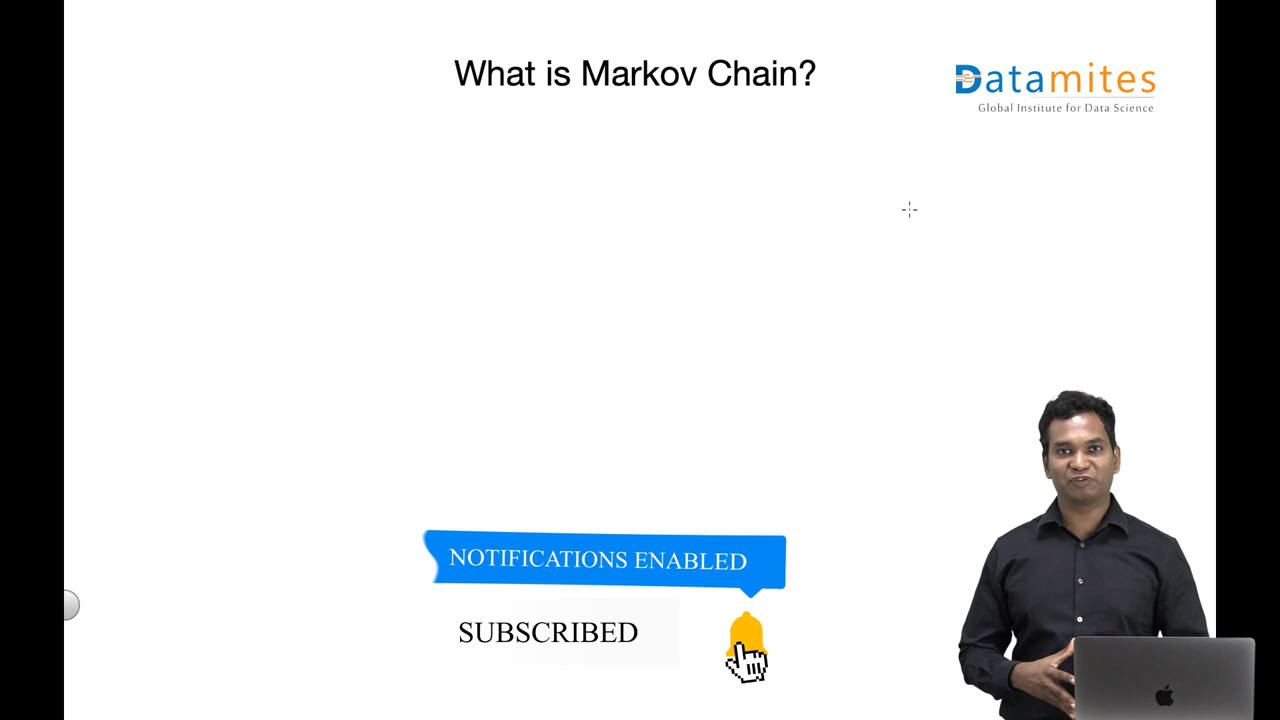 What is Markov Chain?
Datamites
Global Institute for Data Science
NOTIFICATIONS ENABLED
SUBSCRIBED